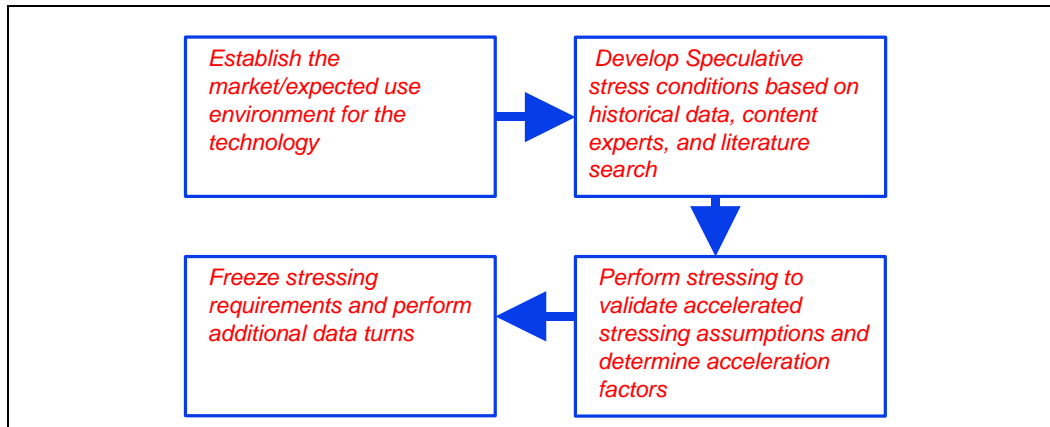 Establish the
market/expected use
environment for the
technology
Develop Speculative
stress conditions based on
historical data, content
experts, and literature
search
Perform stressing to
validate accelerated
stressing assumptions and
determine acceleration
factors
Freeze stressing
requirements and perform
additional data turns